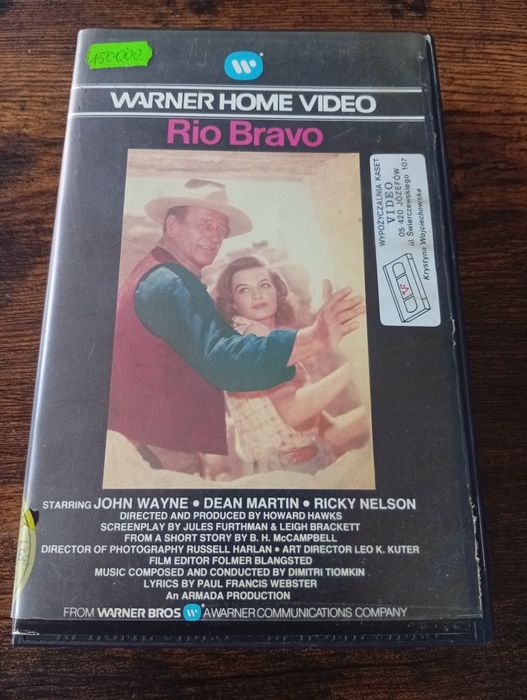 150.000.
WARNER HOME VIDEO
Rio Bravo
WYPOŻYCZALNIA KASET
VIDEO
05 420 JÓZEFÓW
ul. Świerczewskiego 107
Krystyna Wojciechowska
STARRING JOHN WAYNE • DEAN MARTIN • RICKY NELSON
DIRECTED AND PRODUCED BY HOWARD HAWKS
SCREENPLAY BY JULES FURTHMAN & LEIGH BRACKETT
FROM A SHORT STORY BY B. H. McCAMPBELL
DIRECTOR OF PHOTOGRAPHY RUSSELL HARLAN • ART DIRECTOR LEO K. KUTER
FILM EDITOR FOLMER BLANGSTED
MUSIC COMPOSED AND CONDUCTED BY DIMITRI TIOMKIN
LYRICS BY PAUL FRANCIS WEBSTER
An ARMADA PRODUCTION
FROM WARNER BROS A WARNER COMMUNICATIONS COMPANY